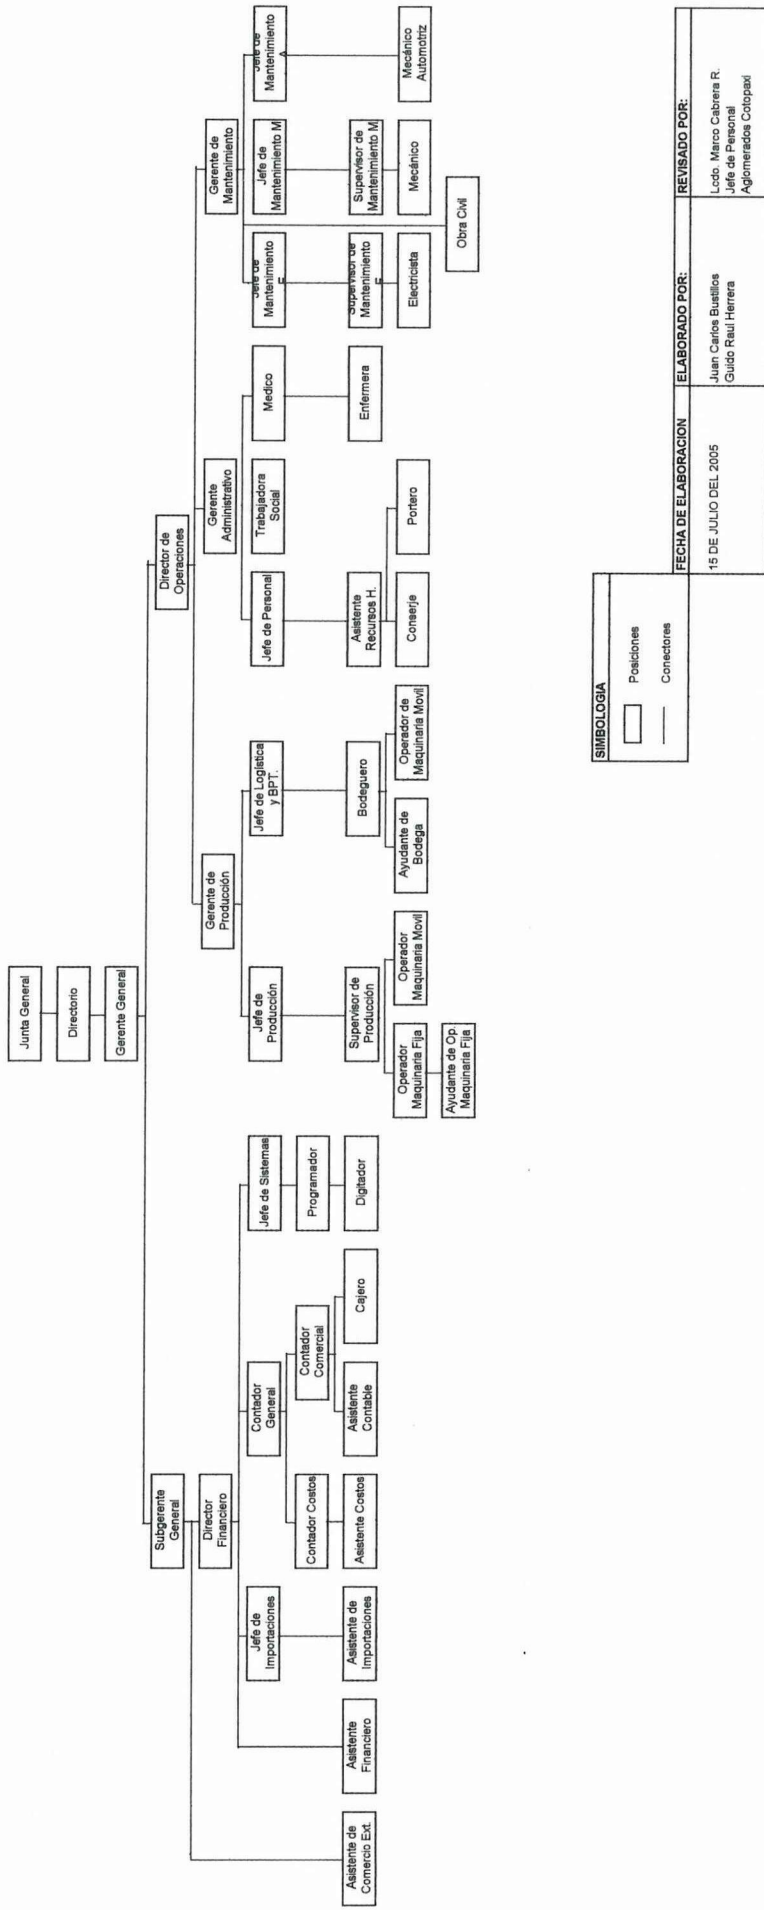 Junta General
Directorio
Gerente General
Subgerente
General
Director de
Operaciones
Director
Financiero
Gerente de
Producción
Gerente
Administrativo
Gerente de
Mantenimiento
Jefe de
Importaciones
Contador
General
Jefe de Sistemas
Jefe de
Producción
Jefe de Logística
y BPT.
Jefe de Personal
Trabajadora
Social
Medico
Jefe de
Mantenimiento
Jefe de
Mantenimiento M
Jefe de
Mantenimiento
A
Contador Costos
Contador
Comercial
Programador
Asistente de
Comercio Ext.
Asistente
Financiero
Asistente de
Importaciones
Asistente Costos
Asistente
Contable
Cajero
Digitador
Supervisor de
Producción
Bodeguero
Asistente
Recursos H.
Enfermera
Supervisor de
Mantenimiento
Supervisor de
Mantenimiento M
Operador
Maquinaria Fija
Operador
Maquinaria Movil
Ayudante de
Bodega
Operador de
Maquinaria Movil
Conserje
Portero
Electricista
Mecánico
Mecánico
Automotriz
Ayudante de Op.
Maquinaria Fija
Obra Civil
SIMBOLOGIA
Posiciones
Conectores
FECHA DE ELABORACION
ELABORADO POR:
REVISADO POR:
15 DE JULIO DEL 2005
Juan Carlos Bustillos
Guido Raul Herrera
Lcdo. Marco Cabrera R.
Jefe de Personal
Aglomerados Cotopaxi